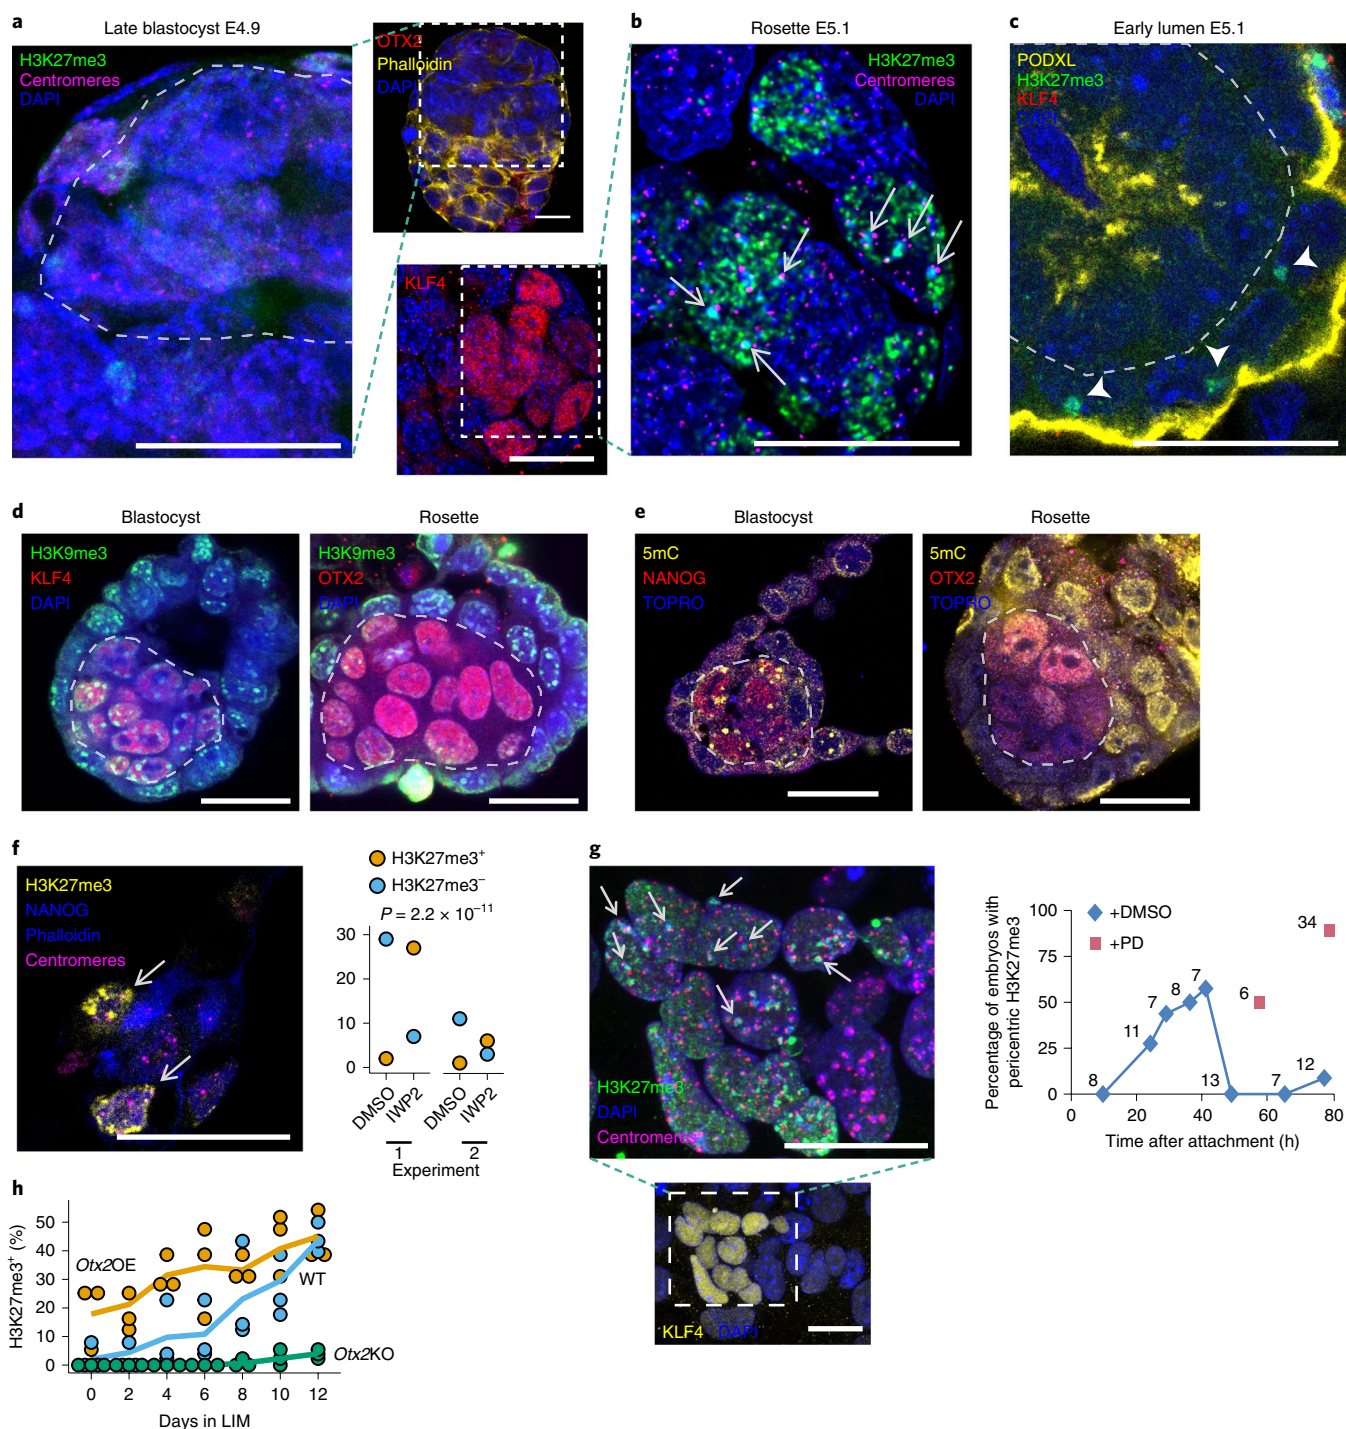 a
Late blastocyst E4.9
H3K27me3
Centromeres
DAPI
OTX2
Phalloidin
DAPI
KLF4
DAPI
b
Rosette E5.1
H3K27me3
Centromeres
DAPI
c
Early lumen E5.1
PODXL
H3K27me3
KLF4
DAPI
d
Blastocyst
H3K9me3
KLF4
DAPI
Rosette
H3K9me3
OTX2
DAPI
e
Blastocyst
5mC
NANOG
TOPRO
Rosette
5mC
OTX2
TOPRO
f
H3K27me3
NANOG
Phalloidin
Centromeres
H3K27me3⁺
H3K27me3⁻
P = 2.2 × 10⁻¹¹
30
20
10
0
DMSO
IWP2
DMSO
IWP2
1
2
Experiment
g
H3K27me3
DAPI
Centromeres
KLF4
DAPI
Percentage of embryos with
pericentric H3K27me3
100
75
50
25
0
+DMSO
+PD
8
11
7
8
7
13
6
7
12
34
0
20
40
60
80
Time after attachment (h)
h
H3K27me3⁺ (%)
50
40
30
20
10
0
Otx2OE
WT
Otx2KO
0
2
4
6
8
10
12
Days in LIM